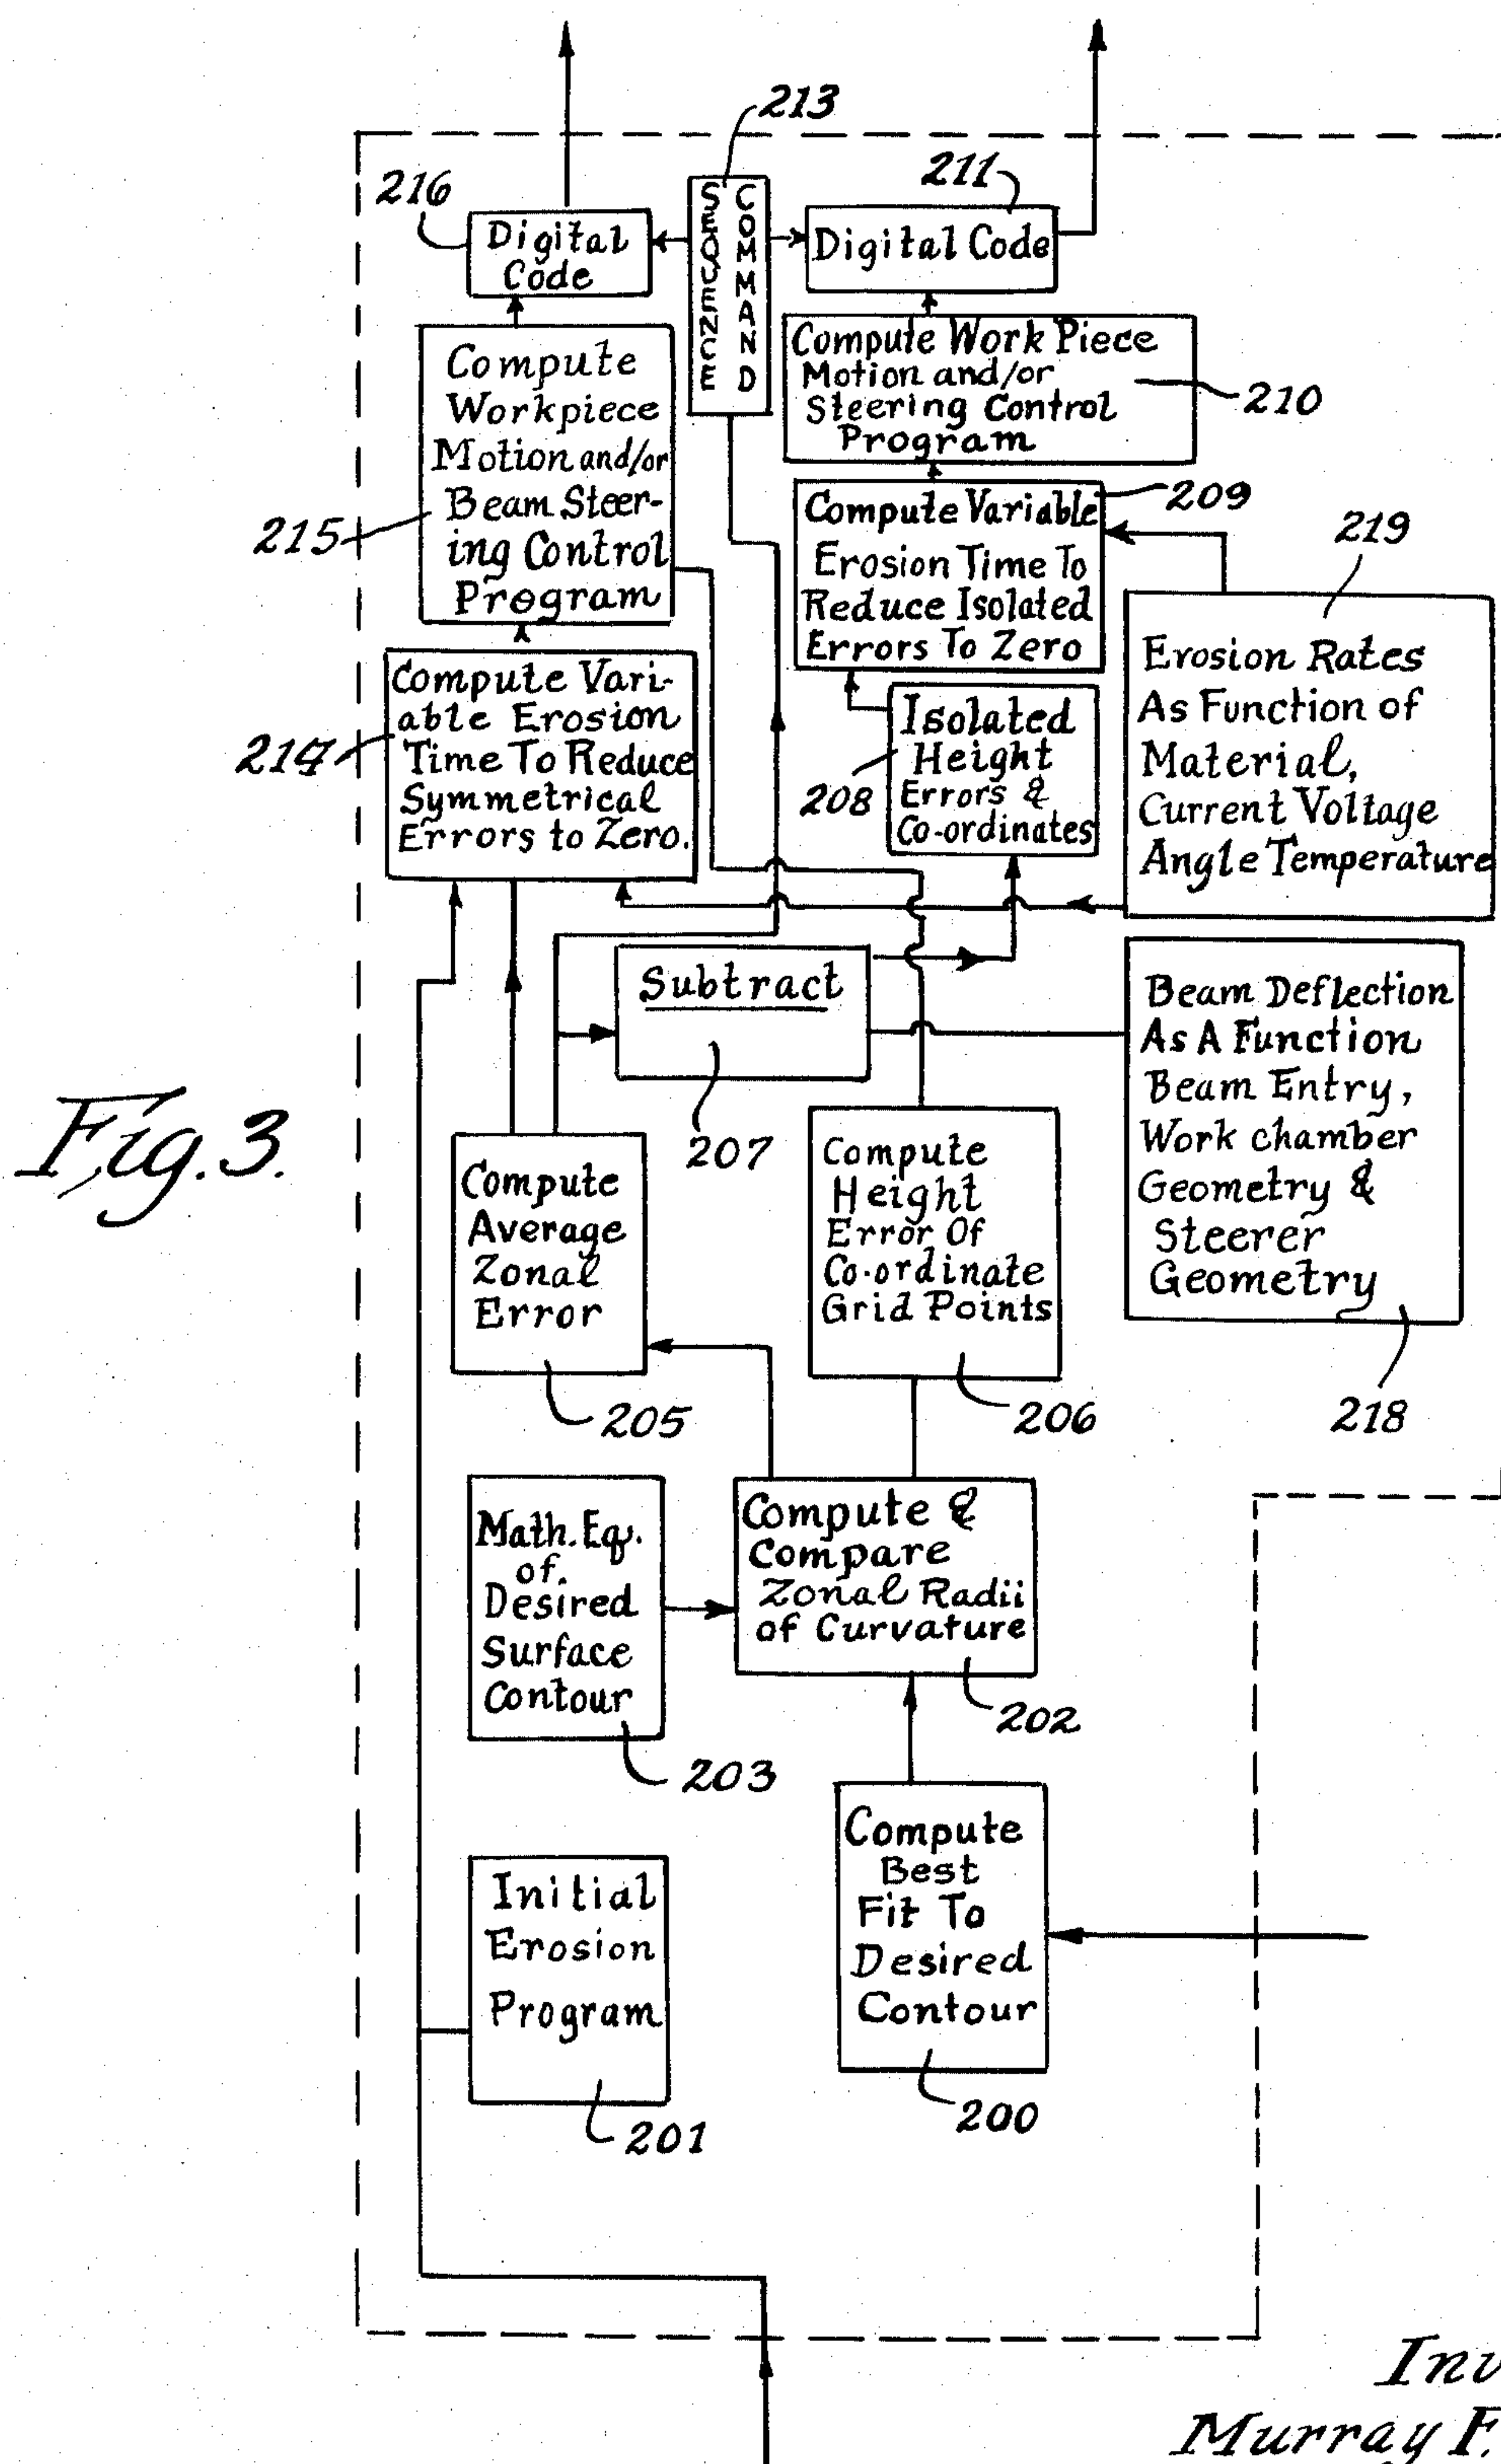 213
211
216
SEQUENCE
COMMAND
Digital
Code
Digital Code
Compute
Workpiece
Motion and/or
Beam Steer-
ing Control
Program
215
Compute Work Piece
Motion and/or
Steering Control
Program
210
Compute Variable
Erosion Time To
Reduce Isolated
Errors To Zero
209
219
Erosion Rates
As Function of
Material,
Current Voltage
Angle Temperature
Compute Vari-
able Erosion
Time To Reduce
Symmetrical
Errors to Zero.
214
Isolated
Height
Errors &
Co-ordinates
208
Subtract
207
Beam Deflection
As A Function
Beam Entry,
Work chamber
Geometry &
Steerer
Geometry
218
Fig. 3.
Compute
Average
Zonal
Error
205
Compute
Height
Error Of
Co-ordinate
Grid Points
206
Math. Eq.
of.
Desired
Surface
Contour
203
Compute &
Compare
Zonal Radii
of Curvature
202
Initial
Erosion
Program
201
Compute
Best
Fit To
Desired
Contour
200
Murray F.